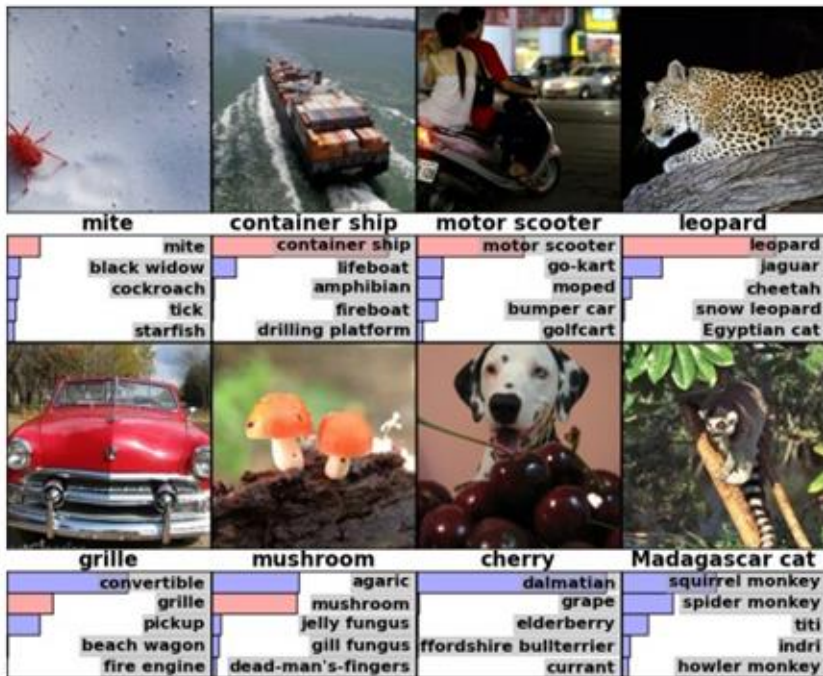 mite
container ship
motor scooter
leopard
mite
black widow
cockroach
tick
starfish
container ship
lifeboat
amphibian
fireboat
drilling platform
motor scooter
go-kart
moped
bumper car
golfcart
leopard
jaguar
cheetah
snow leopard
Egyptian cat
grille
mushroom
cherry
Madagascar cat
convertible
grille
pickup
beach wagon
fire engine
agaric
mushroom
jelly fungus
gill fungus
dead-man's-fingers
dalmatian
grape
elderberry
ffordshire bullterrier
currant
squirrel monkey
spider monkey
titi
indri
howler monkey